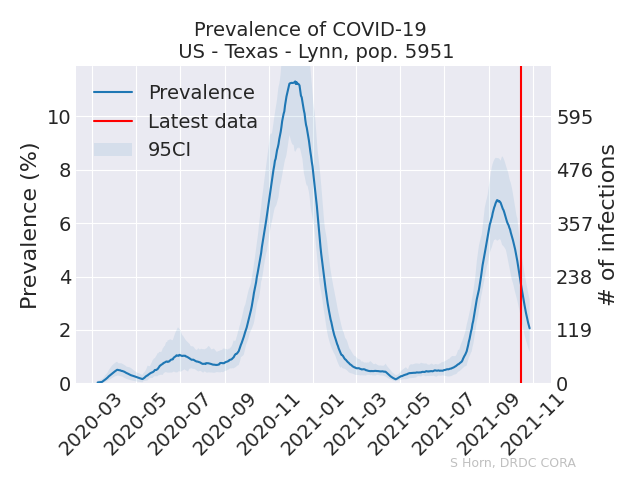 Prevalence of COVID-19
US - Texas - Lynn, pop. 5951
Prevalence
Latest data
95CI
Prevalence (%)
10
8
6
4
2
0
# of infections
595
476
357
238
119
0
2020-03
2020-05
2020-07
2020-09
2020-11
2021-01
2021-03
2021-05
2021-07
2021-09
2021-11
S Horn, DRDC CORA